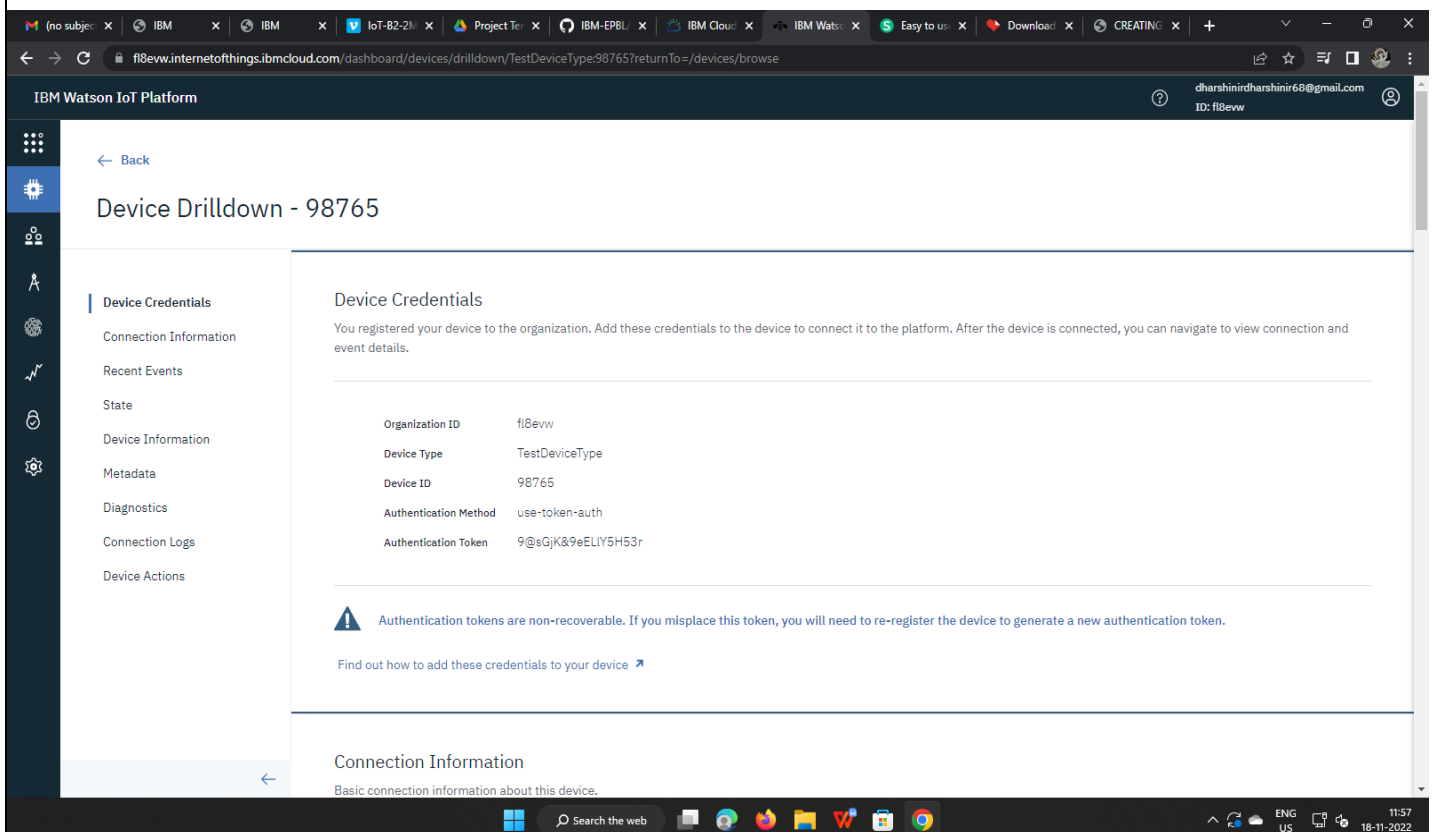 (no subjec
IBM
IBM
IoT-B2-2M
Project Ter
IBM-EPBL/
IBM Cloud
IBM Watso
Easy to use
Download
CREATING
fl8evw.internetofthings.ibmcloud.com/dashboard/devices/drilldown/TestDeviceType:98765?returnTo=/devices/browse
IBM Watson IoT Platform
dharshinirdharshinir68@gmail.com
ID: fl8evw
Back
Device Drilldown - 98765
Device Credentials
Connection Information
Recent Events
State
Device Information
Metadata
Diagnostics
Connection Logs
Device Actions
Device Credentials
You registered your device to the organization. Add these credentials to the device to connect it to the platform. After the device is connected, you can navigate to view connection and
event details.
Organization ID fl8evw
Device Type TestDeviceType
Device ID 98765
Authentication Method use-token-auth
Authentication Token 9@sGjK&9eELlY5H53r
Authentication tokens are non-recoverable. If you misplace this token, you will need to re-register the device to generate a new authentication token.
Find out how to add these credentials to your device
Connection Information
Basic connection information about this device.
Search the web
ENG
US
11:57
18-11-2022